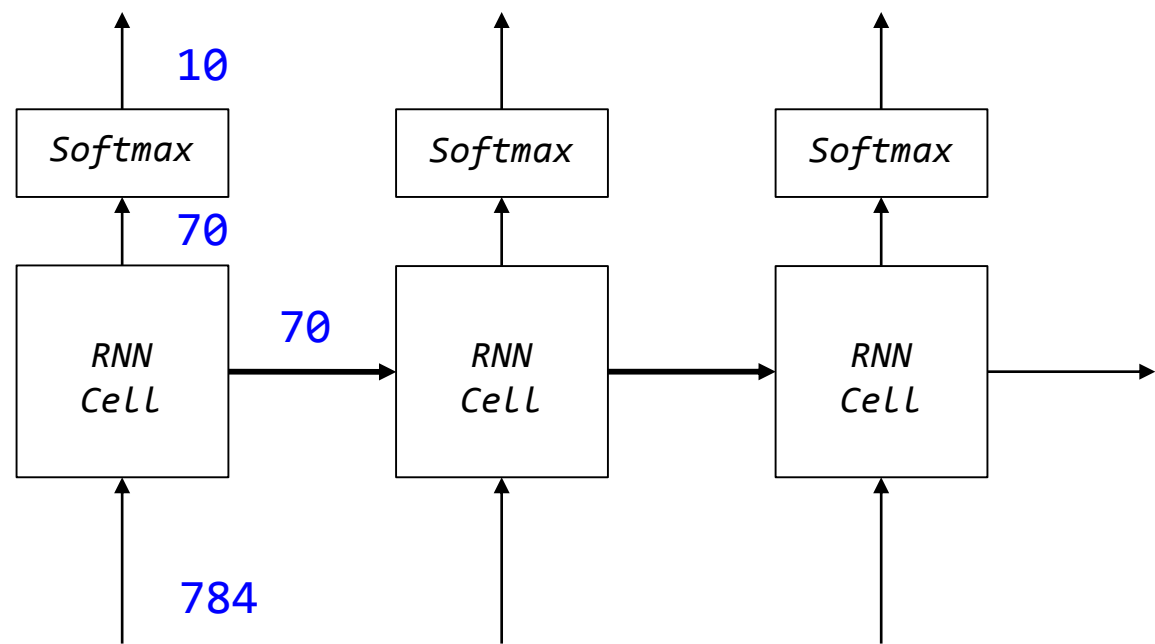 10
Softmax
Softmax
Softmax
70
70
RNN
Cell
RNN
Cell
RNN
Cell
784